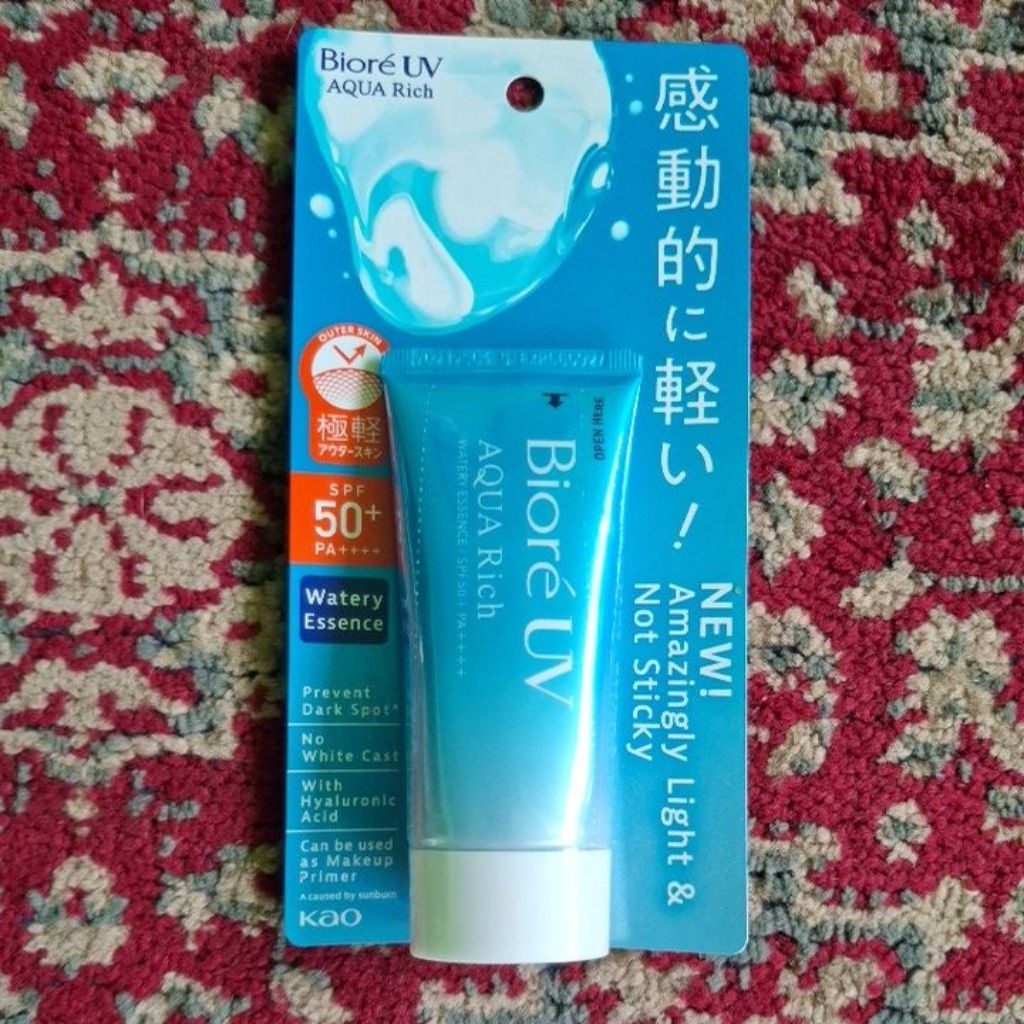 Bioré UV
AQUA Rich
感動的に軽い！
NEW!
Amazingly Light &
Not Sticky
OUTER SKIN
極軽
アウタースキン
SPF
50+
PA++++
Watery
Essence
Prevent
Dark Spot^
No
White Cast
With
Hyaluronic
Acid
Can be used
as Makeup
Primer
^ caused by sunburn
Kao
OPEN HERE
Bioré UV
AQUA Rich
WATERY ESSENCE / SPF50+ PA++++